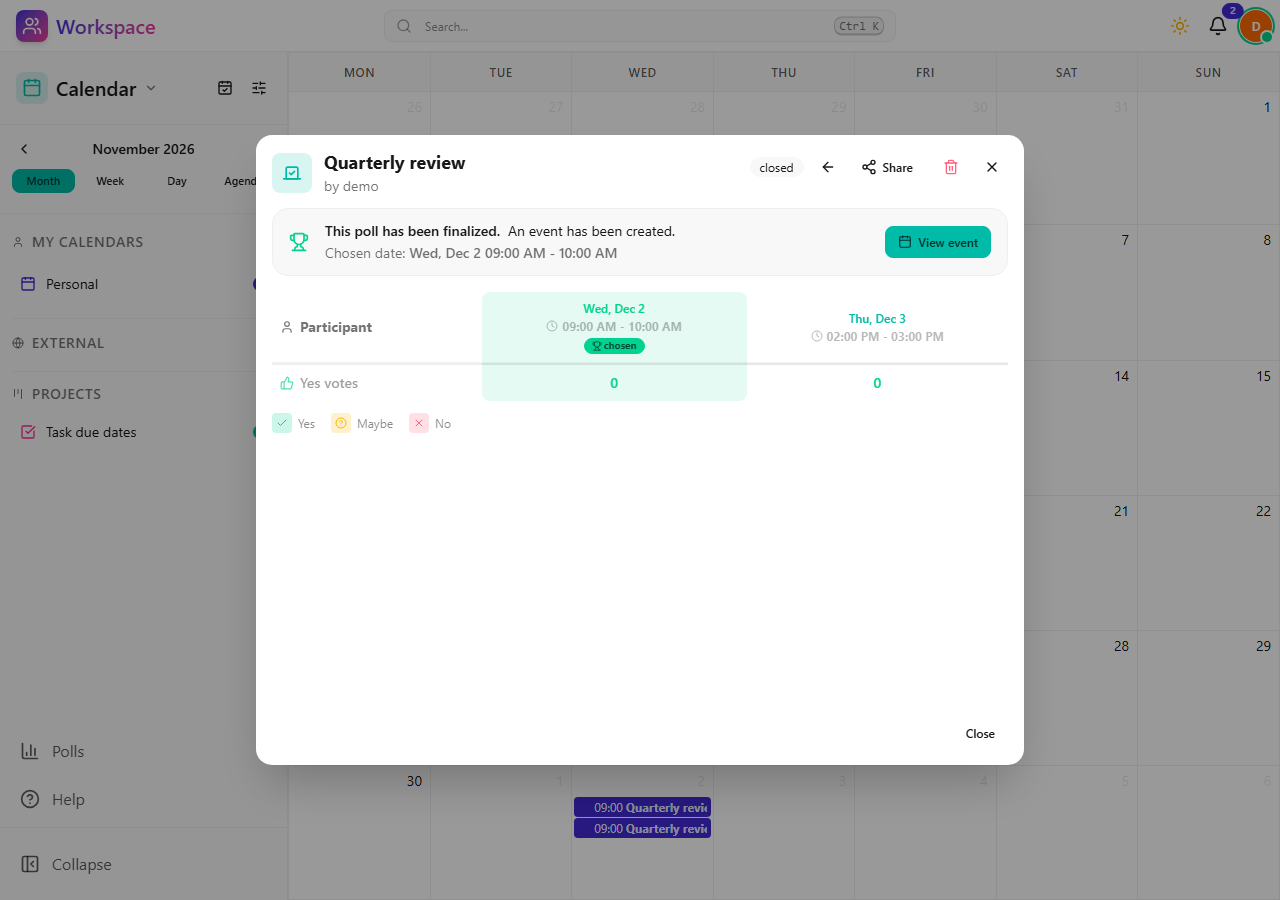 Workspace
Search...
Ctrl K
2
D
Calendar
November 2026
Month
Week
Day
Agend
MY CALENDARS
Personal
EXTERNAL
PROJECTS
Task due dates
Polls
Help
Collapse
MON
TUE
WED
THU
FRI
SAT
SUN
26
27
28
29
30
31
1
7
8
14
15
21
22
28
29
30
1
2
3
4
5
6
09:00 Quarterly revie
09:00 Quarterly revie
Quarterly review
by demo
closed
Share
This poll has been finalized. An event has been created.
Chosen date: Wed, Dec 2 09:00 AM - 10:00 AM
View event
Participant
Wed, Dec 2
09:00 AM - 10:00 AM
chosen
Thu, Dec 3
02:00 PM - 03:00 PM
Yes votes
0
0
Yes
Maybe
No
Close